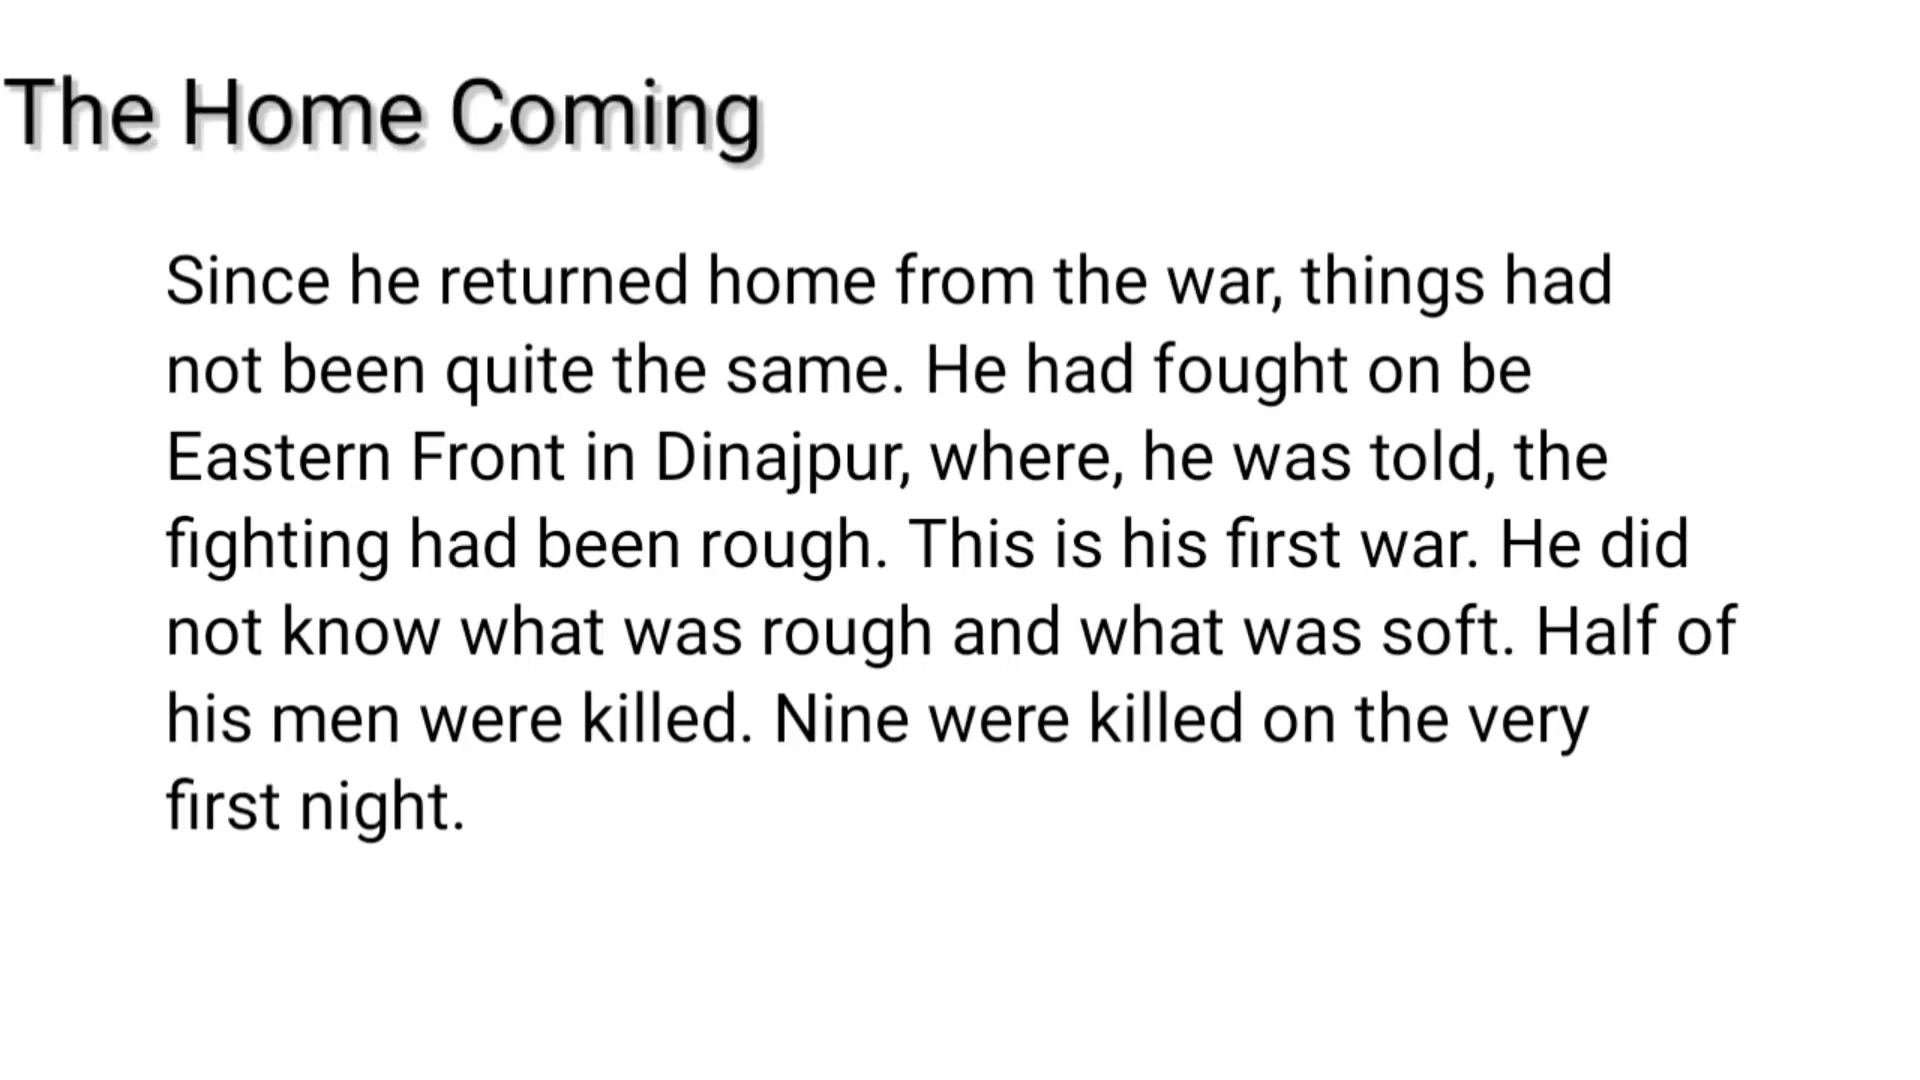 The Home Coming
Since he returned home from the war, things had
not been quite the same. He had fought on be
Eastern Front in Dinajpur, where, he was told, the
fighting had been rough. This is his first war. He did
not know what was rough and what was soft. Half of
his men were killed. Nine were killed on the very
first night.